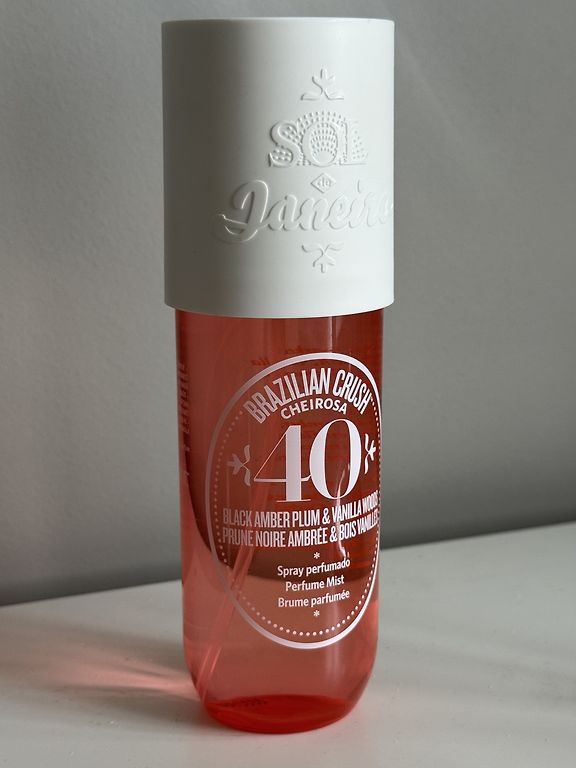 SOL
de
Janeiro
BRAZILIAN CRUSH
CHEIROSA
40
BLACK AMBER PLUM & VANILLA WOODS
PRUNE NOIRE AMBRÉE & BOIS VANILLÉS
*
Spray perfumado
Perfume Mist
Brume parfumée
*